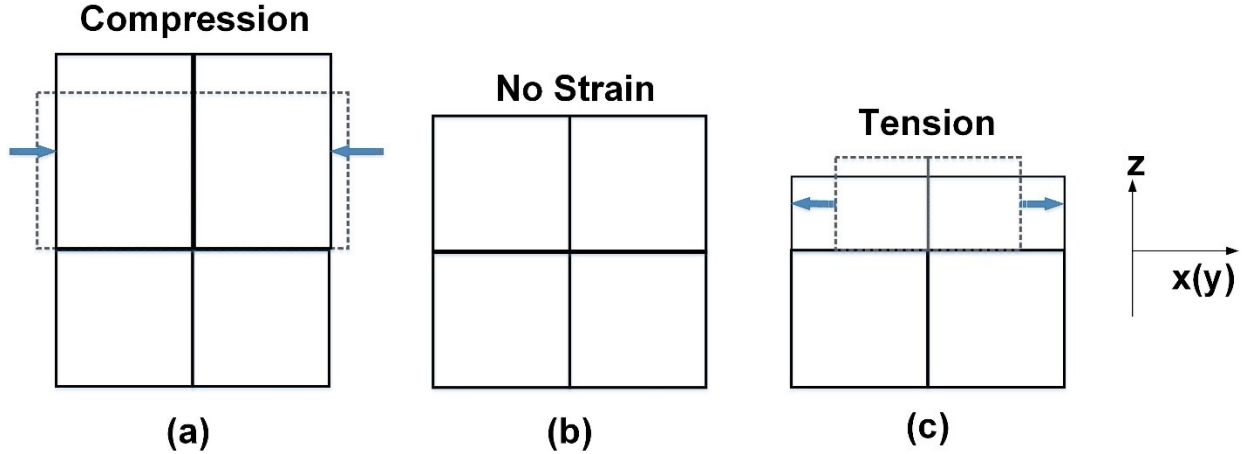 Compression
No Strain
Tension
z
x(y)
(a)
(b)
(c)